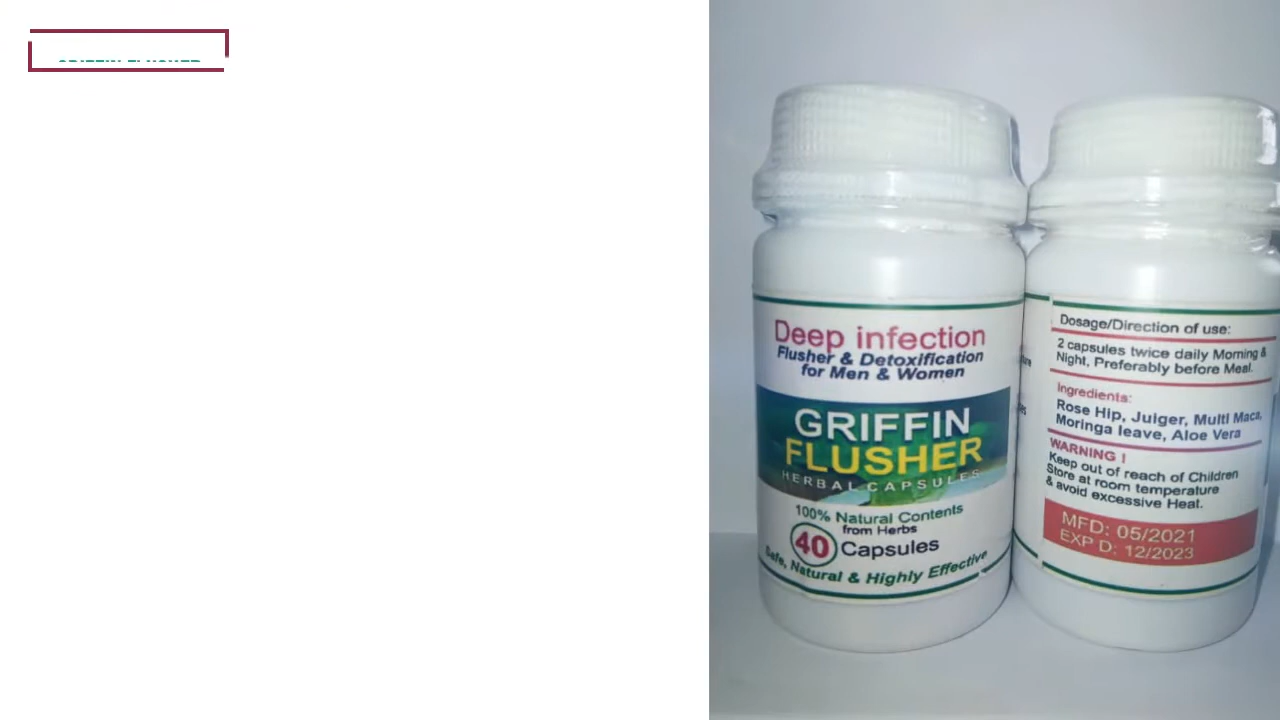 GRIFFIN FLUSHER
Deep infection
Flusher & Detoxification
for Men & Women
GRIFFIN
FLUSHER
HERBAL CAPSULES
100% Natural Contents
from Herbs
40 Capsules
Safe, Natural & Highly Effective
Dosage/Direction of use:
2 capsules twice daily Morning &
Night, Preferably before Meal.
Ingredients:
Rose Hip, Juiger, Multi Maca,
Moringa leave, Aloe Vera
WARNING !
Keep out of reach of Children
Store at room temperature
& avoid excessive Heat.
MFD: 05/2021
EXP D: 12/2023